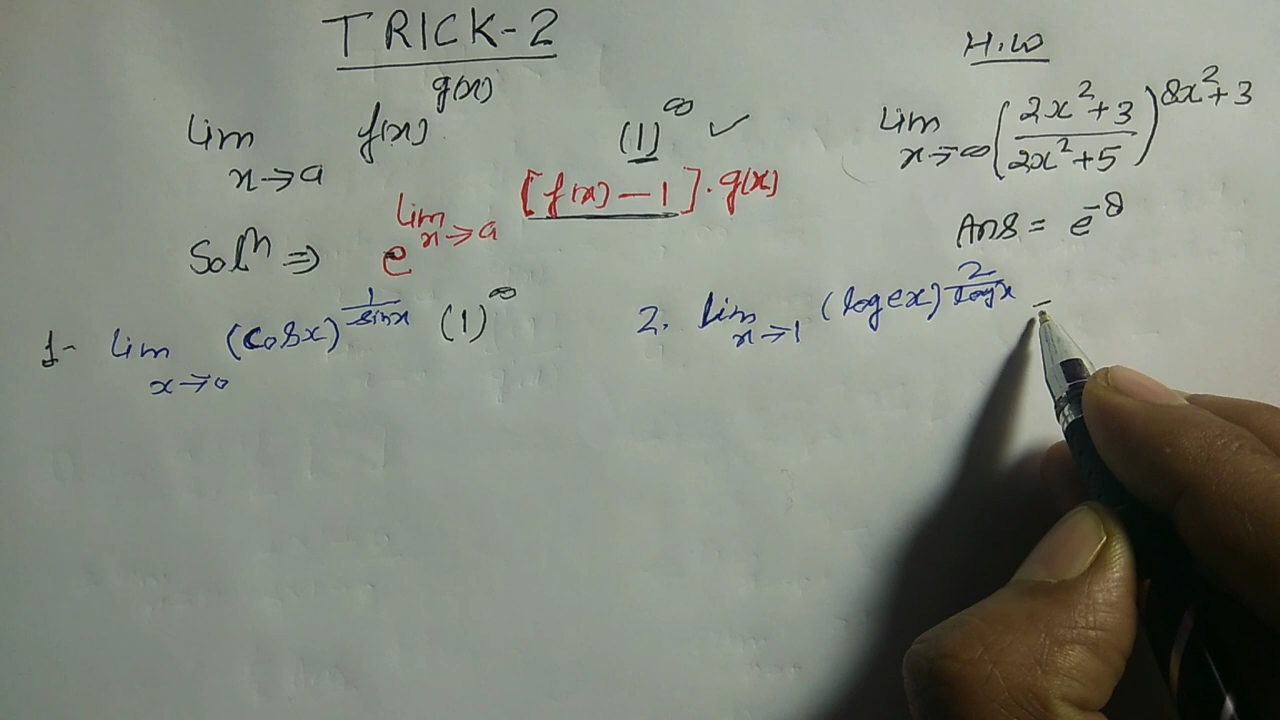 TRICK-2
lim x→a f(x)^g(x) (1)^∞ ✓
Solⁿ ⇒ e^lim x→a [f(x) − 1].g(x)
H.W
lim x→∞ (2x²+3/2x²+5)^8x²+3
Ans = e^-8
1- lim x→0 (cosx)^1/sinx (1)^∞
2. lim x→1 (logex)^2/logx =